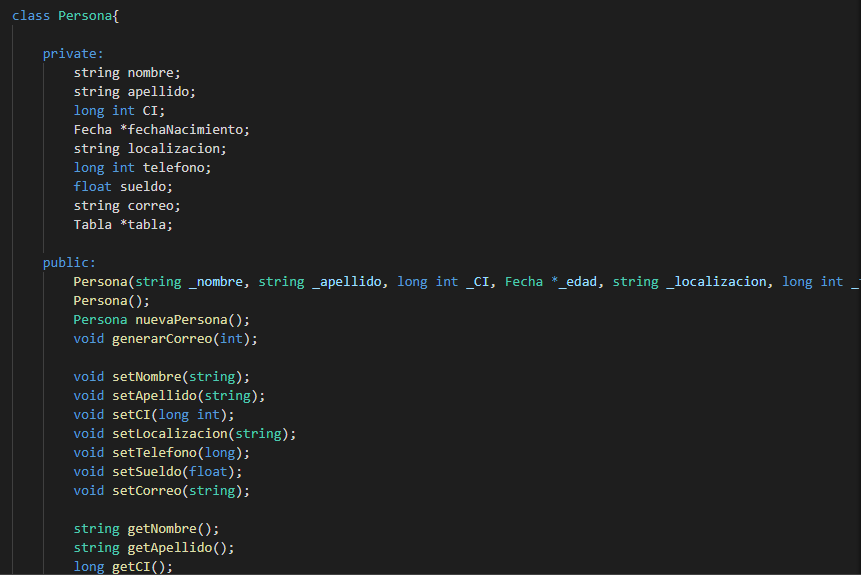 class Persona{
private:
string nombre;
string apellido;
long int CI;
Fecha *fechaNacimiento;
string localizacion;
long int telefono;
float sueldo;
string correo;
Tabla *tabla;
public:
Persona(string _nombre, string _apellido, long int _CI, Fecha *_edad, string _localizacion, long int _
Persona();
Persona nuevaPersona();
void generarCorreo(int);
void setNombre(string);
void setApellido(string);
void setCI(long int);
void setLocalizacion(string);
void setTelefono(long);
void setSueldo(float);
void setCorreo(string);
string getNombre();
string getApellido();
long getCI();